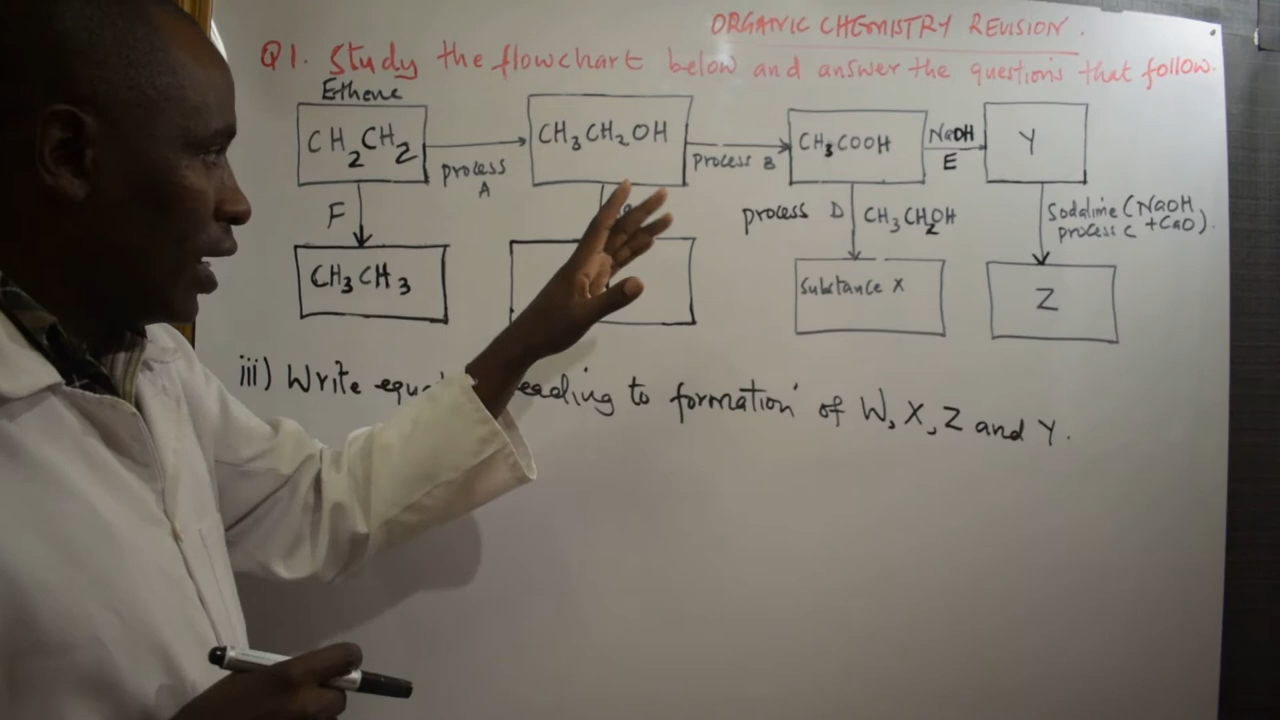 ORGANIC CHEMISTRY REVISION.
Q1. Study the flowchart below and answer the questions that follow.
Ethene
CH2CH2
process A
CH3CH2OH
process B
CH3COOH
NaOH
E
Y
F
process D
CH3CH2OH
Sodalime (NaOH
process C + CaO).
CH3CH3
Substance X
Z
iii) Write leading to formation of W, X, Z and Y.